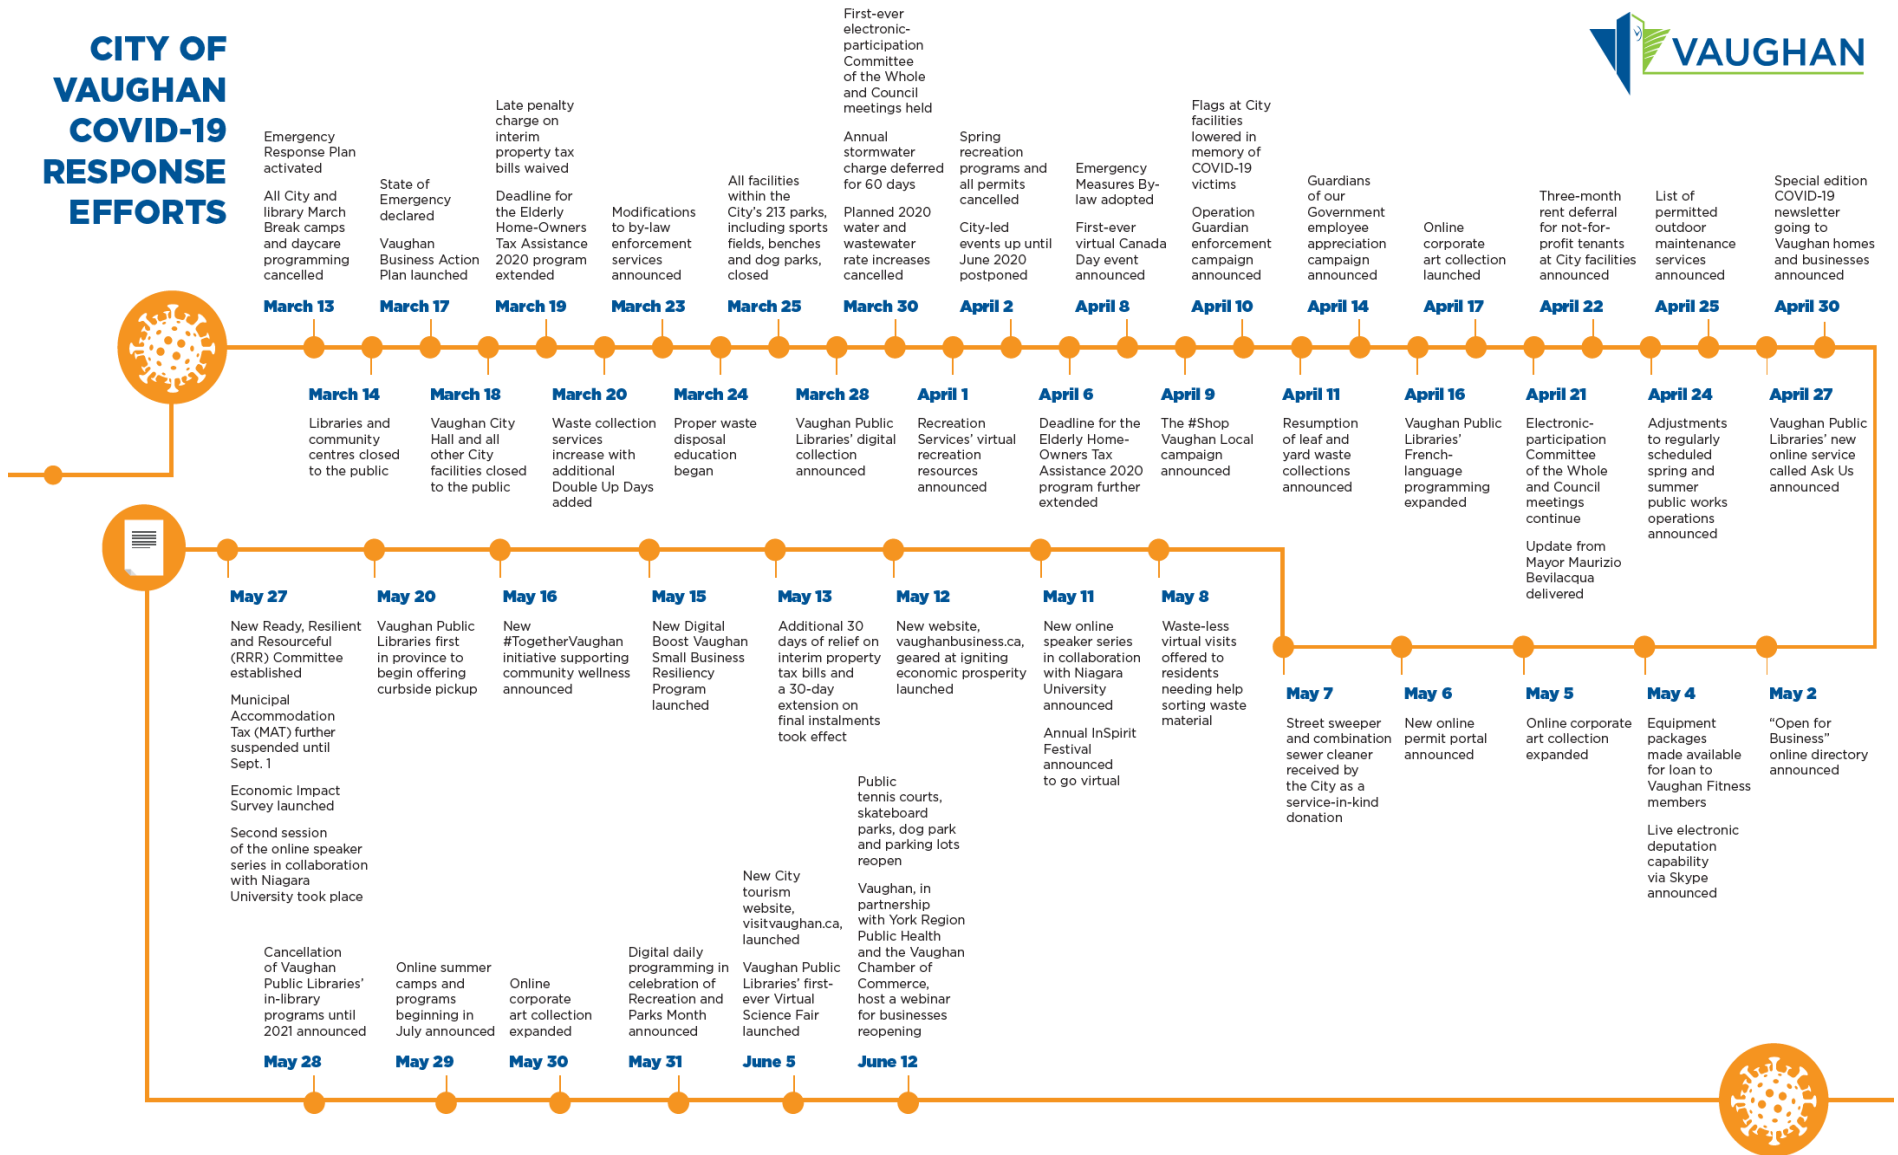 CITY OF
VAUGHAN
COVID-19
RESPONSE
EFFORTS
VAUGHAN
Emergency
Response Plan
activated
All City and
library March
Break camps
and daycare
programming
cancelled
March 13
State of
Emergency
declared
Vaughan
Business Action
Plan launched
March 17
Late penalty
charge on
interim
property tax
bills waived
Deadline for
the Elderly
Home-Owners
Tax Assistance
2020 program
extended
March 19
Modifications
to by-law
enforcement
services
announced
March 23
All facilities
within the
City's 213 parks,
including sports
fields, benches
and dog parks,
closed
March 25
First-ever
electronic-
participation
Committee
of the Whole
and Council
meetings held
Annual
stormwater
charge deferred
for 60 days
Planned 2020
water and
wastewater
rate increases
cancelled
March 30
Spring
recreation
programs and
all permits
cancelled
City-led
events up until
June 2020
postponed
April 2
Emergency
Measures By-
law adopted
First-ever
virtual Canada
Day event
announced
April 8
Flags at City
facilities
lowered in
memory of
COVID-19
victims
Operation
Guardian
enforcement
campaign
announced
April 10
Guardians
of our
Government
employee
appreciation
campaign
announced
April 14
Online
corporate
art collection
launched
April 17
Three-month
rent deferral
for not-for-
profit tenants
at City facilities
announced
April 22
List of
permitted
outdoor
maintenance
services
announced
April 25
Special edition
COVID-19
newsletter
going to
Vaughan homes
and businesses
announced
April 30
March 14
Libraries and
community
centres closed
to the public
March 18
Vaughan City
Hall and all
other City
facilities closed
to the public
March 20
Waste collection
services
increase with
additional
Double Up Days
added
March 24
Proper waste
disposal
education
began
March 28
Vaughan Public
Libraries' digital
collection
announced
April 1
Recreation
Services' virtual
recreation
resources
announced
April 6
Deadline for the
Elderly Home-
Owners Tax
Assistance 2020
program further
extended
April 9
The #Shop
Vaughan Local
campaign
announced
April 11
Resumption
of leaf and
yard waste
collections
announced
April 16
Vaughan Public
Libraries'
French-
language
programming
expanded
April 21
Electronic-
participation
Committee
of the Whole
and Council
meetings
continue
Update from
Mayor Maurizio
Bevilacqua
delivered
April 24
Adjustments
to regularly
scheduled
spring and
summer
public works
operations
announced
April 27
Vaughan Public
Libraries' new
online service
called Ask Us
announced
May 27
New Ready, Resilient
and Resourceful
(RRR) Committee
established
Municipal
Accommodation
Tax (MAT) further
suspended until
Sept. 1
Economic Impact
Survey launched
Second session
of the online speaker
series in collaboration
with Niagara
University took place
May 20
Vaughan Public
Libraries first
in province to
begin offering
curbside pickup
May 16
New
#TogetherVaughan
initiative supporting
community wellness
announced
May 15
New Digital
Boost Vaughan
Small Business
Resiliency
Program
launched
May 13
Additional 30
days of relief on
interim property
tax bills and
a 30-day
extension on
final instalments
took effect
May 12
New website,
vaughanbusiness.ca,
geared at igniting
economic prosperity
launched
May 11
New online
speaker series
in collaboration
with Niagara
University
announced
Annual InSpirit
Festival
announced
to go virtual
May 8
Waste-less
virtual visits
offered to
residents
needing help
sorting waste
material
May 7
Street sweeper
and combination
sewer cleaner
received by
the City as a
service-in-kind
donation
May 6
New online
permit portal
announced
May 5
Online corporate
art collection
expanded
May 4
Equipment
packages
made available
for loan to
Vaughan Fitness
members
Live electronic
deputation
capability
via Skype
announced
May 2
“Open for
Business”
online directory
announced
Cancellation
of Vaughan
Public Libraries'
in-library
programs until
2021 announced
May 28
Online summer
camps and
programs
beginning in
July announced
May 29
Online
corporate
art collection
expanded
May 30
Digital daily
programming in
celebration of
Recreation and
Parks Month
announced
May 31
New City
tourism
website,
visitvaughan.ca,
launched
Vaughan Public
Libraries' first-
ever Virtual
Science Fair
launched
June 5
Public
tennis courts,
skateboard
parks, dog park
and parking lots
reopen
Vaughan, in
partnership
with York Region
Public Health
and the Vaughan
Chamber of
Commerce,
host a webinar
for businesses
reopening
June 12